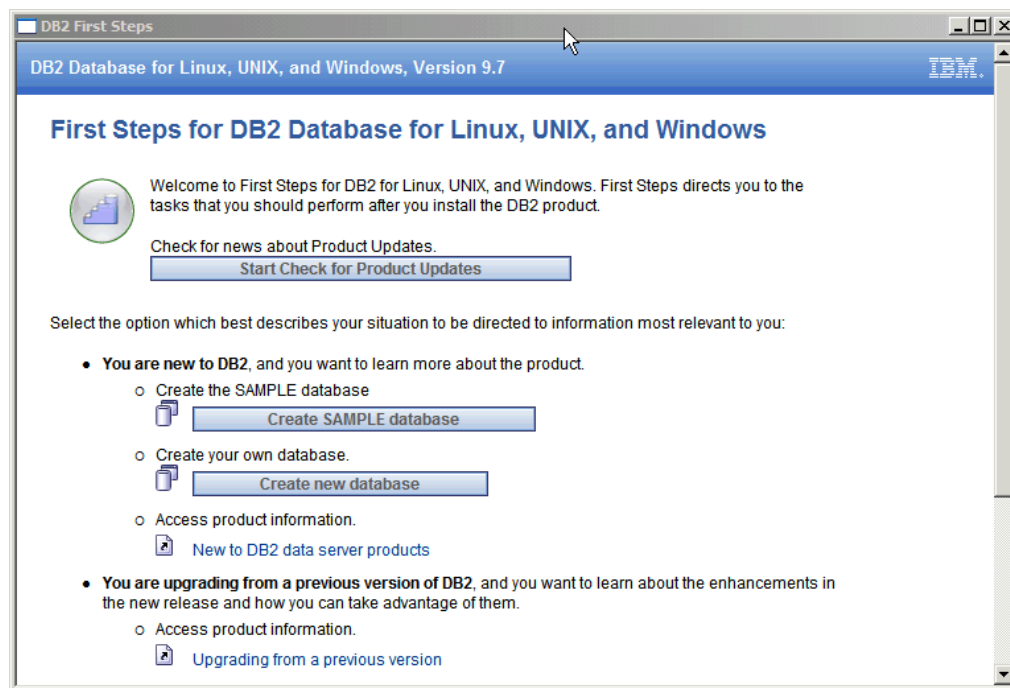 DB2 First Steps
DB2 Database for Linux, UNIX, and Windows, Version 9.7
IBM.
First Steps for DB2 Database for Linux, UNIX, and Windows
Welcome to First Steps for DB2 for Linux, UNIX, and Windows. First Steps directs you to the
tasks that you should perform after you install the DB2 product.
Check for news about Product Updates.
Start Check for Product Updates
Select the option which best describes your situation to be directed to information most relevant to you:
You are new to DB2, and you want to learn more about the product.
Create the SAMPLE database
Create SAMPLE database
Create your own database.
Create new database
Access product information.
New to DB2 data server products
You are upgrading from a previous version of DB2, and you want to learn about the enhancements in
the new release and how you can take advantage of them.
Access product information.
Upgrading from a previous version